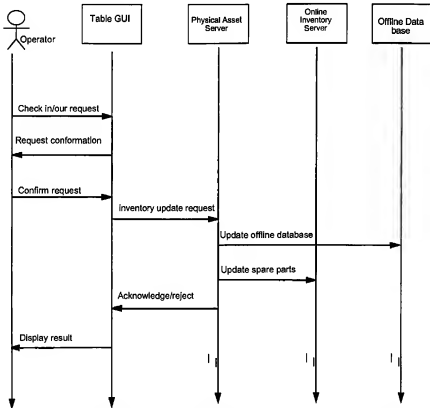 Operator
Table GUI
Physical Asset
Server
Online
Inventory
Server
Offline Data
base
Check in/our request
Request conformation
Confirm request
Inventory update request
Update offline database
Update spare parts
Acknowledge/reject
Display result